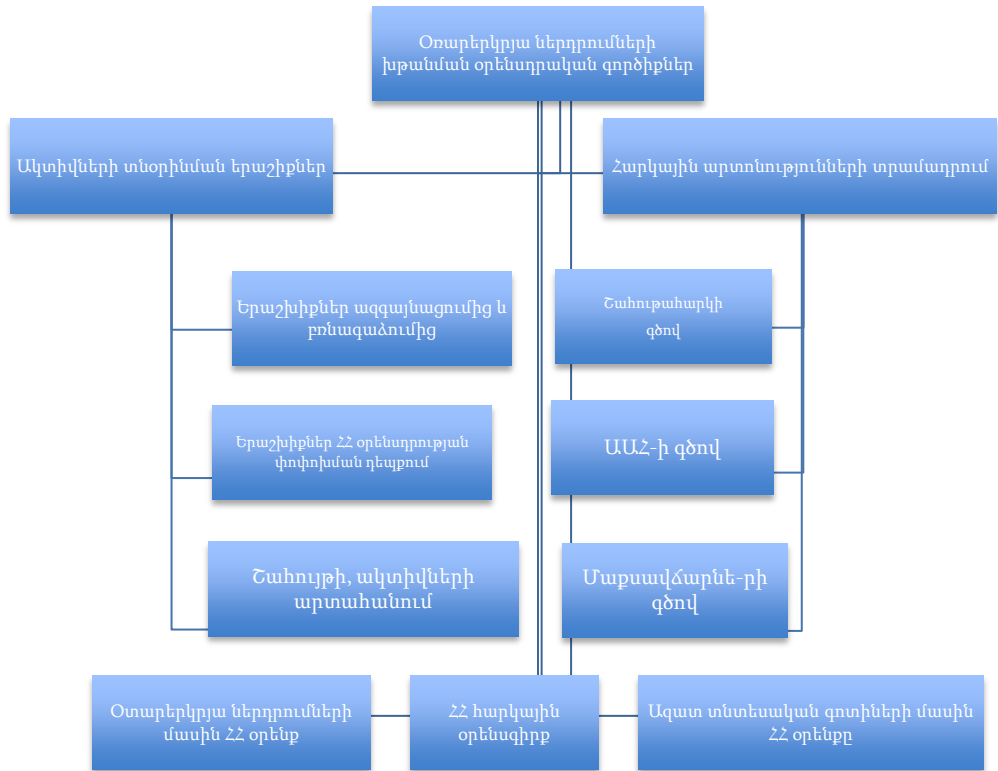 Օռարերկրյա ներդրումների
խթանման օրենսդրական գործիքներ
Ակտիվների տնօրինման երաշիքներ
Հարկային արտոնությունների տրամադրում
Երաշխիքներ ազգայնացումից և
բռնագաձումից
Շահութահարկի
գծով
Երաշխիքներ ՀՀ օրենսդրության
փոփոխման դեպքում
ԱԱՀ-ի գծով
Շահույթի, ակտիվների
արտահանում
Մաքսավճարնե-րի
գծով
Օտարերկրյա ներդրումների
մասին ՀՀ օրենք
ՀՀ հարկային
օրենսգիրք
Ազատ տնտեսական գոտիների մասին
ՀՀ օրենքը